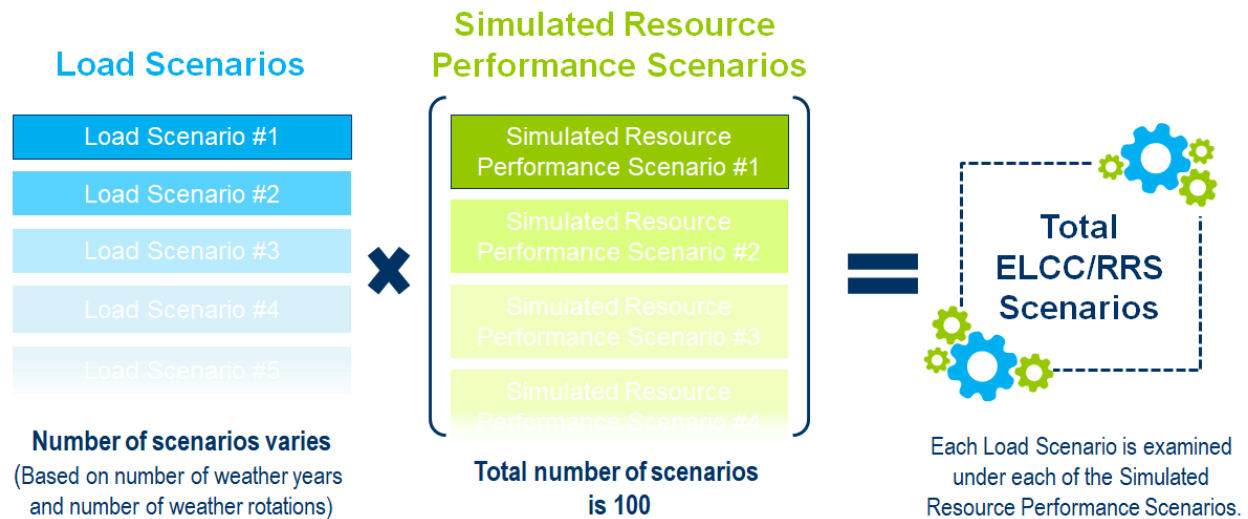 Load Scenarios
Load Scenario #1
Load Scenario #2
Load Scenario #3
Load Scenario #4
Load Scenario #5
Number of scenarios varies
(Based on number of weather years
and number of weather rotations)
Simulated Resource
Performance Scenarios
Simulated Resource
Performance Scenario #1
Simulated Resource
Performance Scenario #2
Simulated Resource
Performance Scenario #3
Simulated Resource
Performance Scenario #4
Total number of scenarios
is 100
Total
ELCC/RRS
Scenarios
Each Load Scenario is examined
under each of the Simulated
Resource Performance Scenarios.